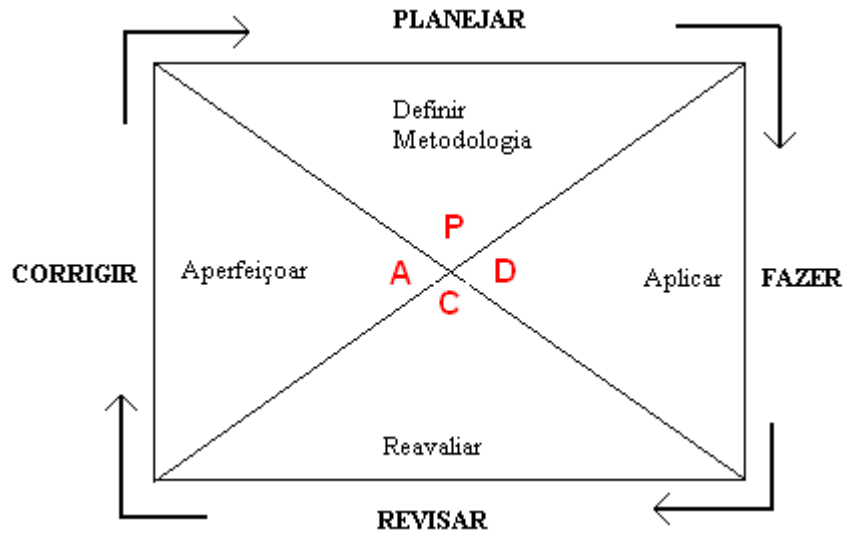 PLANEJAR
Definir
Metodologia
P
CORRIGIR
Aperfeiçoar
A
D
Aplicar
FAZER
C
Reavaliar
REVISAR